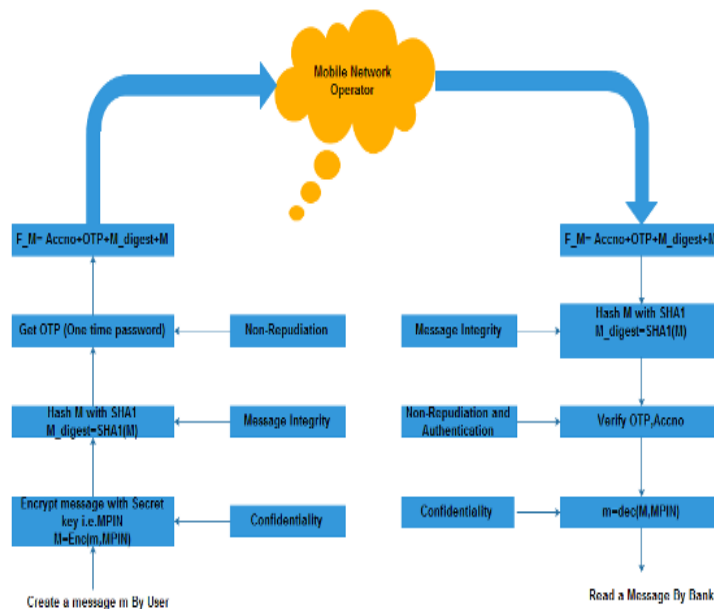 Mobile Network
Operator
F_M= Accno+OTP+M_digest+M
F_M= Accno+OTP+M_digest+M
Get OTP (One time password)
Non-Repudiation
Message Integrity
Hash M with SHA1
M_digest=SHA1(M)
Hash M with SHA1
M_digest=SHA1(M)
Message Integrity
Non-Repudiation and
Authentication
Verify OTP,Accno
Encrypt message with Secret
key i.e.MPIN
M=Enc(m,MPIN)
Confidentiality
Confidentiality
m=dec(M,MPIN)
Create a message m By User
Read a Message By Bank